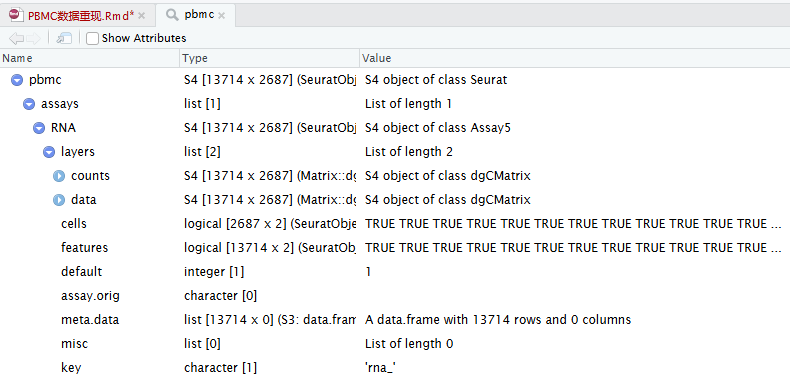 PBMC数据重现.Rmd* pbmc
Show Attributes
Name Type Value
pbmc S4 [13714 x 2687] (SeuratObje S4 object of class Seurat
assays list [1] List of length 1
RNA S4 [13714 x 2687] (SeuratObje S4 object of class Assay5
layers list [2] List of length 2
counts S4 [13714 x 2687] (Matrix::dg S4 object of class dgCMatrix
data S4 [13714 x 2687] (Matrix::dg S4 object of class dgCMatrix
cells logical [2687 x 2] (SeuratObje TRUE TRUE TRUE TRUE TRUE TRUE TRUE TRUE TRUE TRUE TRUE TRUE ...
features logical [13714 x 2] (SeuratOb TRUE TRUE TRUE TRUE TRUE TRUE TRUE TRUE TRUE TRUE TRUE TRUE ...
default integer [1] 1
assay.orig character [0]
meta.data list [13714 x 0] (S3: data.fram A data.frame with 13714 rows and 0 columns
misc list [0] List of length 0
key character [1] 'rna_'